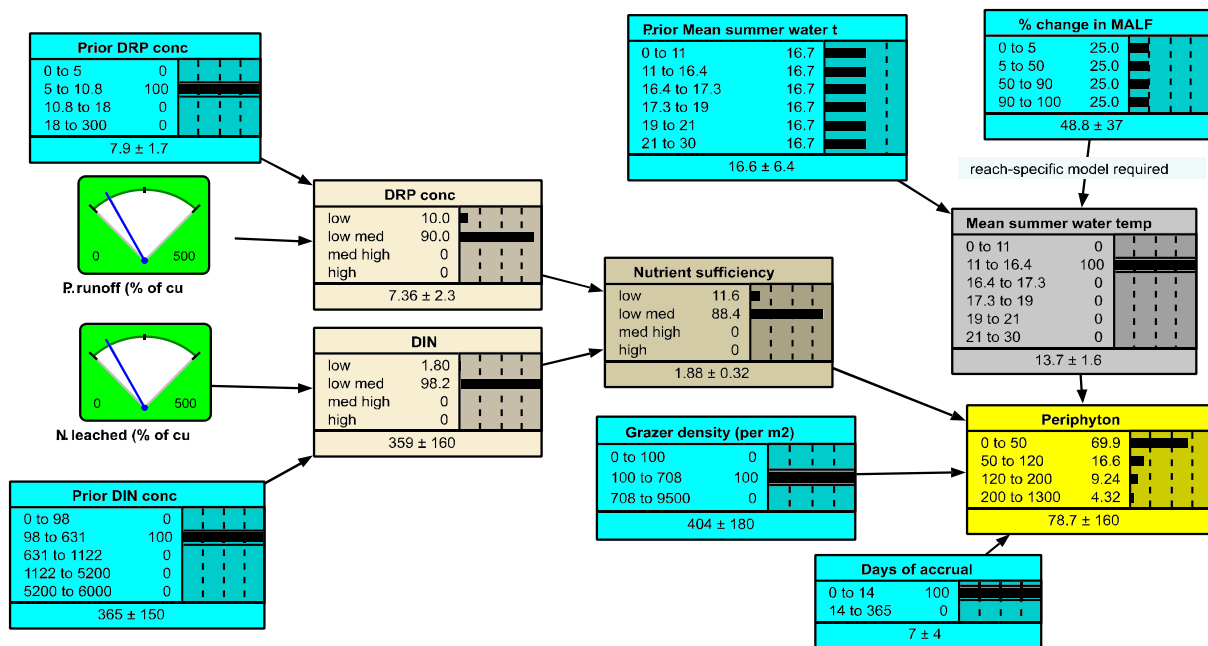 Prior DRP conc
0 to 5 0
5 to 10.8 100
10.8 to 18 0
18 to 300 0
7.9 ± 1.7
Prior Mean summer water t
0 to 11 16.7
11 to 16.4 16.7
16.4 to 17.3 16.7
17.3 to 19 16.7
19 to 21 16.7
21 to 30 16.7
16.6 ± 6.4
% change in MALF
0 to 5 25.0
5 to 50 25.0
50 to 90 25.0
90 to 100 25.0
48.8 ± 37
reach-specific model required
0 500
P. runoff (% of cu
DRP conc
low 10.0
low med 90.0
med high 0
high 0
7.36 ± 2.3
Mean summer water temp
0 to 11 0
11 to 16.4 100
16.4 to 17.3 0
17.3 to 19 0
19 to 21 0
21 to 30 0
13.7 ± 1.6
Nutrient sufficiency
low 11.6
low med 88.4
med high 0
high 0
1.88 ± 0.32
0 500
N. leached (% of cu
DIN
low 1.80
low med 98.2
med high 0
high 0
359 ± 160
Grazer density (per m2)
0 to 100 0
100 to 708 100
708 to 9500 0
404 ± 180
Periphyton
0 to 50 69.9
50 to 120 16.6
120 to 200 9.24
200 to 1300 4.32
78.7 ± 160
Prior DIN conc
0 to 98 0
98 to 631 100
631 to 1122 0
1122 to 5200 0
5200 to 6000 0
365 ± 150
Days of accrual
0 to 14 100
14 to 365 0
7 ± 4